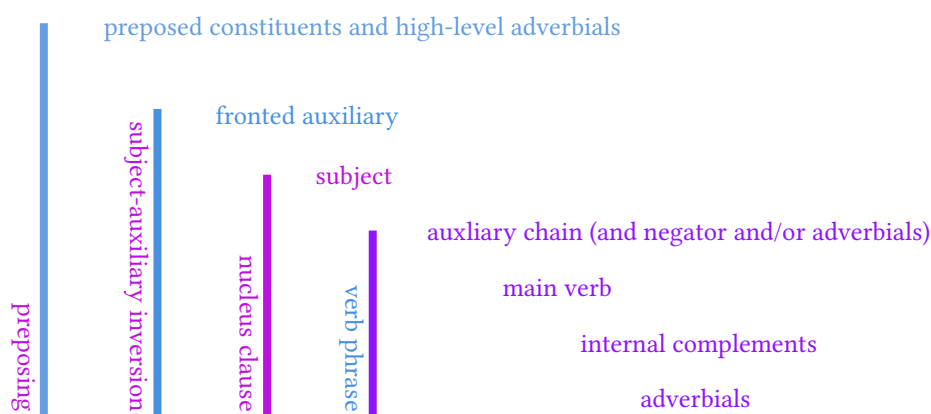 preposed constituents and high-level adverbials
fronted auxiliary
subject
auxliary chain (and negator and/or adverbials)
main verb
internal complements
adverbials
preposing
subject-auxiliary inversion
nucleus clause
verb phrase